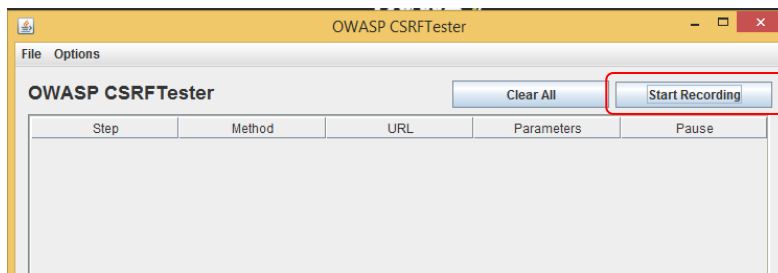 OWASP CSRFTester
File Options
OWASP CSRFTester
Clear All
Start Recording
Step Method URL Parameters Pause